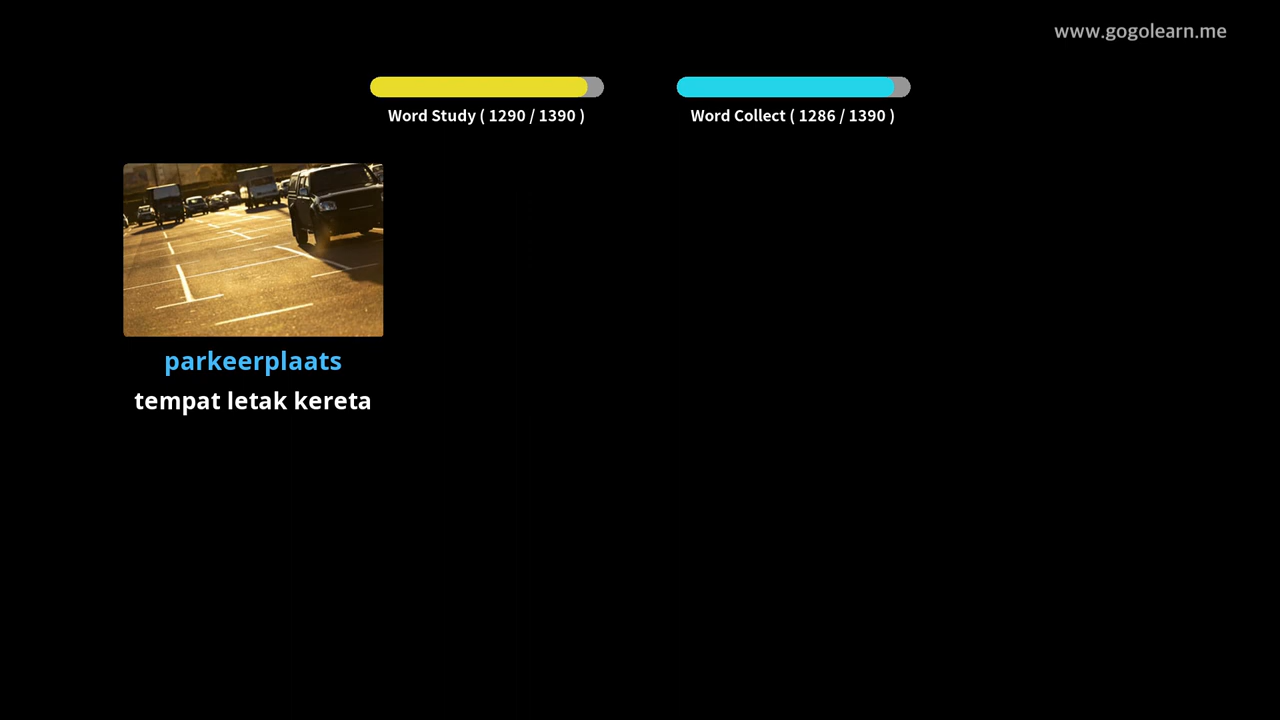 www.gogolearn.me
Word Study ( 1290 / 1390 )
Word Collect ( 1286 / 1390 )
parkeerplaats
tempat letak kereta